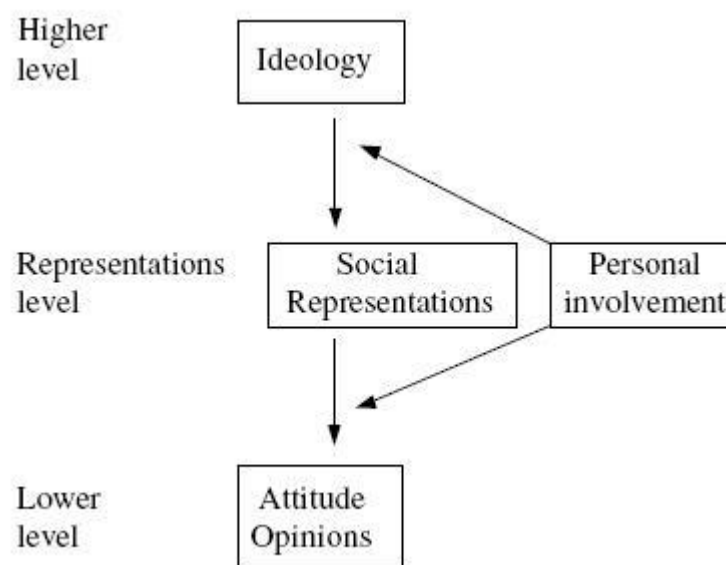 Higher
level
Ideology
Representations
level
Social
Representations
Personal
involvement
Lower
level
Attitude
Opinions